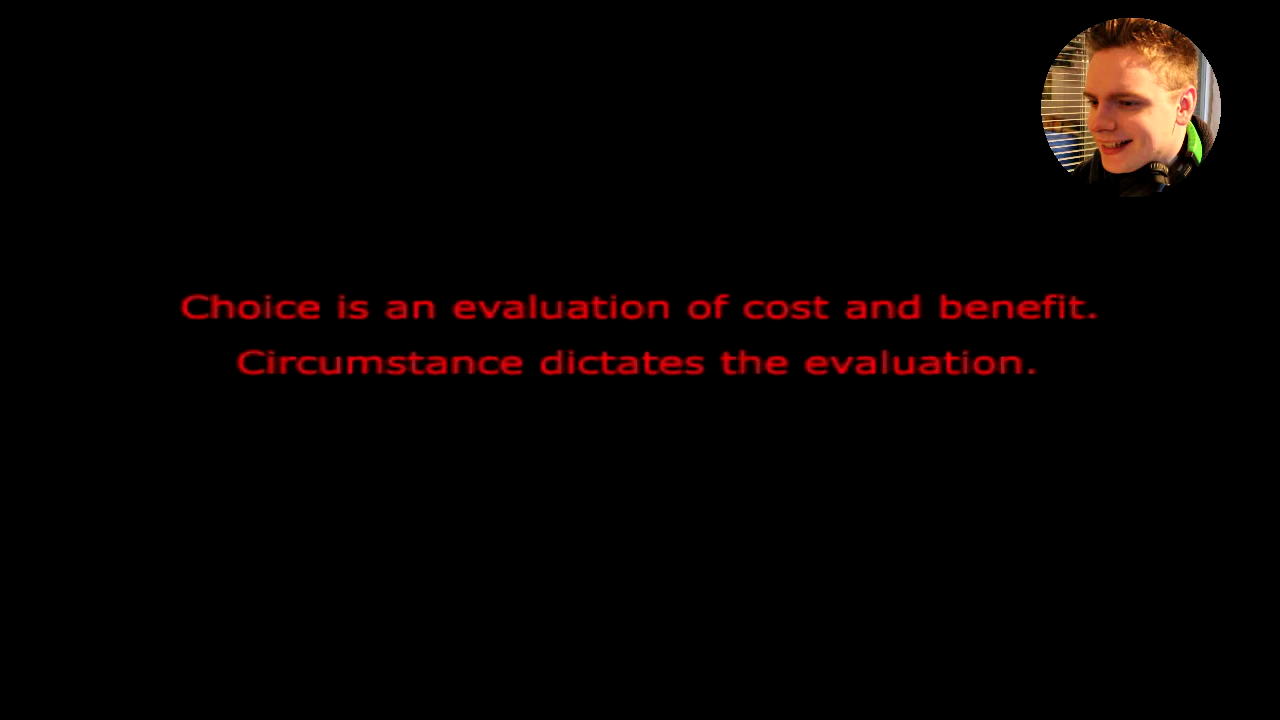 Choice is an evaluation of cost and benefit.
Circumstance dictates the evaluation.